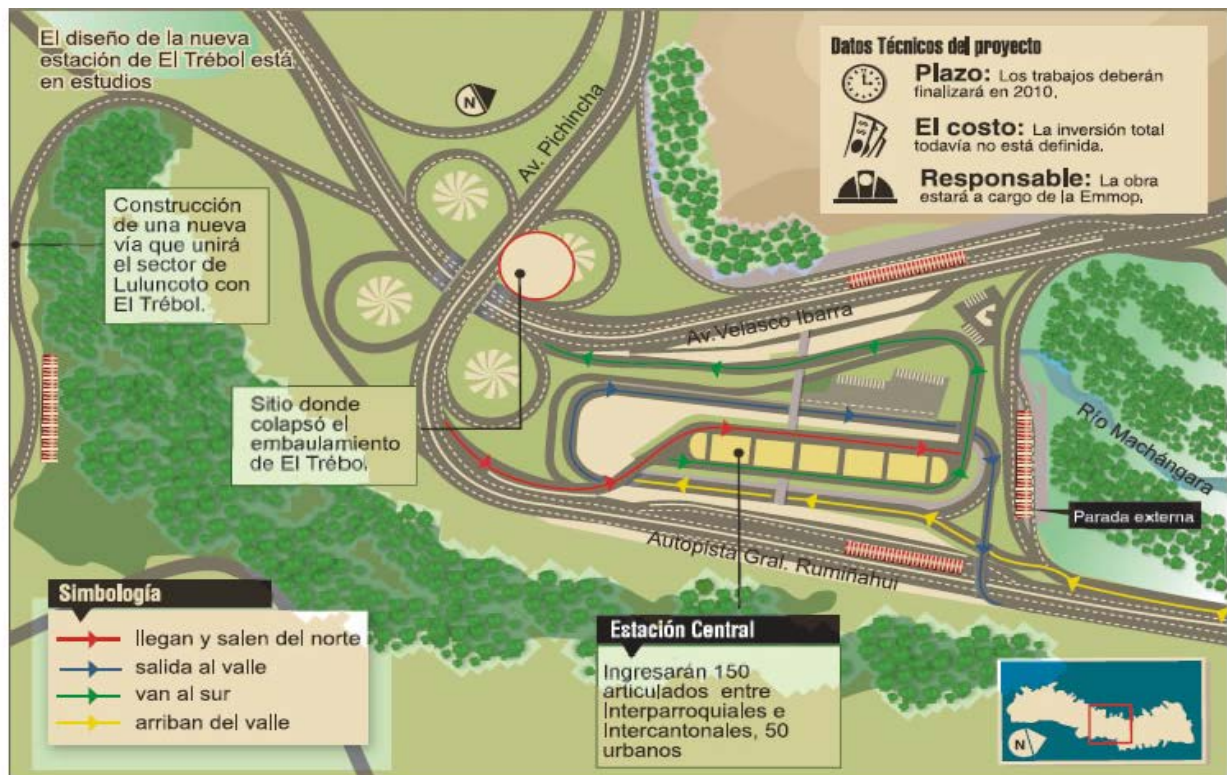 El diseño de la nueva
estación de El Trébol está
en estudios
N
Av. Pichincha
Datos Técnicos del proyecto
Plazo: Los trabajos deberán
finalizará en 2010.
El costo: La inversión total
todavía no está definida.
Responsable: La obra
estará a cargo de la Emmop.
Construcción
de una nueva
vía que unirá
el sector de
Luluncoto con
El Trébol.
Av.Velasco Ibarra
Sitio donde
colapsó el
embaulamiento
de El Trébol
Río Machángara
Parada externa
Autopista Gral. Rumiñahui
Simbología
llegan y salen del norte
salida al valle
van al sur
arriban del valle
Estación Central
Ingresarán 150
articulados entre
Interparroquiales e
Intercantonales, 50
urbanos
N